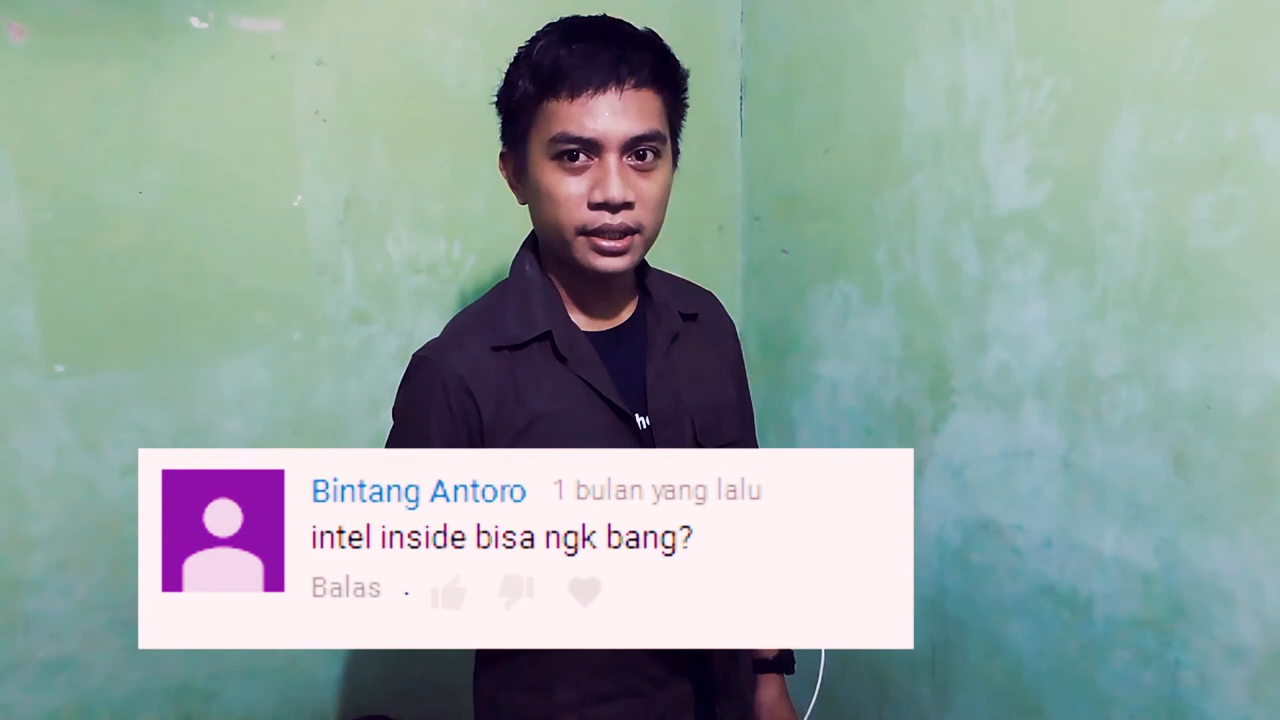 Bintang Antoro 1 bulan yang lalu
intel inside bisa ngk bang?
Balas